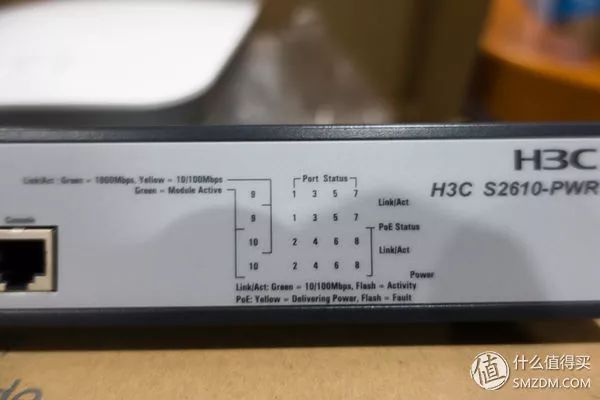 H3C
H3C S2610-PWR
Link/Act: Green = 1000Mbps, Yellow = 10/100Mbps
Green = Module Active
Port Status
9 1 3 5 7
Link/Act
9 1 3 5 7
PoE Status
10 2 4 6 8
Link/Act
10 2 4 6 8
Power
Link/Act: Green = 10/100Mbps, Flash = Activity
PoE: Yellow = Delivering Power, Flash = Fault
Console
值 什么值得买
SMZDM.COM